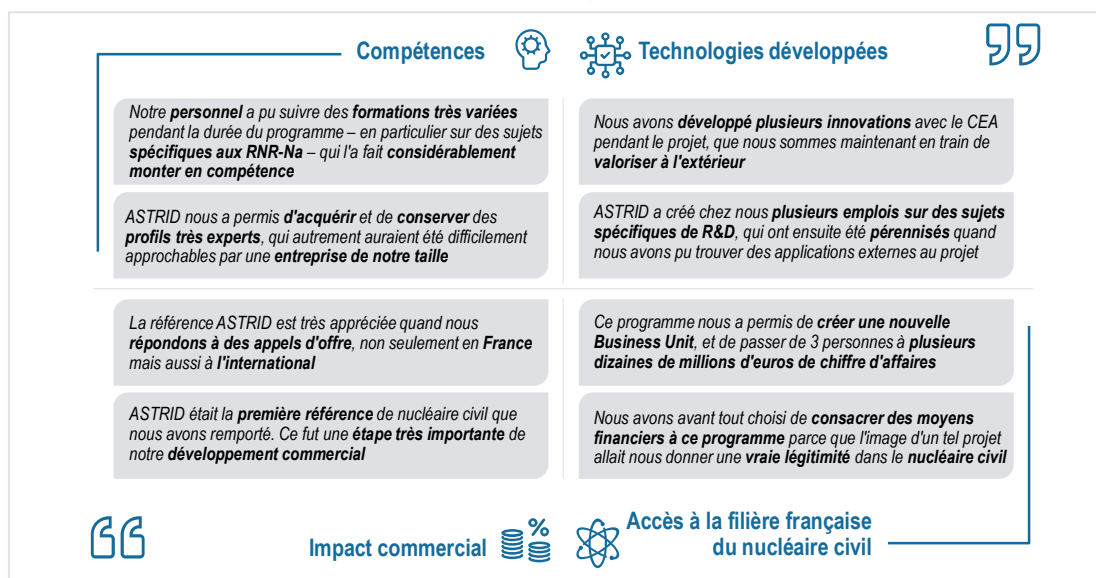 Compétences
Technologies développées
Notre personnel a pu suivre des formations très variées
pendant la durée du programme – en particulier sur des sujets
spécifiques aux RNR-Na – qui l'a fait considérablement
monter en compétence
Nous avons développé plusieurs innovations avec le CEA
pendant le projet, que nous sommes maintenant en train de
valoriser à l'extérieur
ASTRID nous a permis d'acquérir et de conserver des
profils très experts, qui autrement auraient été difficilement
approchables par une entreprise de notre taille
ASTRID a créé chez nous plusieurs emplois sur des sujets
spécifiques de R&D, qui ont ensuite été pérennisés quand
nous avons pu trouver des applications externes au projet
La référence ASTRID est très appréciée quand nous
répondons à des appels d'offre, non seulement en France
mais aussi à l'international
Ce programme nous a permis de créer une nouvelle
Business Unit, et de passer de 3 personnes à plusieurs
dizaines de millions d'euros de chiffre d'affaires
ASTRID était la première référence de nucléaire civil que
nous avons remporté. Ce fut une étape très importante de
notre développement commercial
Nous avons avant tout choisi de consacrer des moyens
financiers à ce programme parce que l'image d'un tel projet
allait nous donner une vraie légitimité dans le nucléaire civil
Impact commercial
%
Accès à la filière française
du nucléaire civil